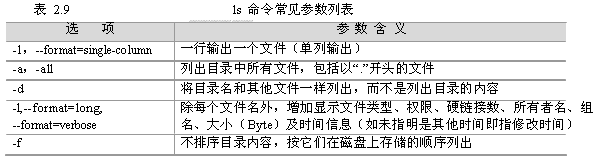 表 2.9 ls 命令常见参数列表
选 项 参 数 含 义
-1，--format=single-column 一行输出一个文件（单列输出）
-a，-all 列出目录中所有文件，包括以“.”开头的文件
-d 将目录名和其他文件一样列出，而不是列出目录的内容
-l,--format=long, 除每个文件名外，增加显示文件类型、权限、硬链接数、所有者名、组
--format=verbose 名、大小（Byte）及时间信息（如未指明是其他时间即指修改时间）
-f 不排序目录内容，按它们在磁盘上存储的顺序列出